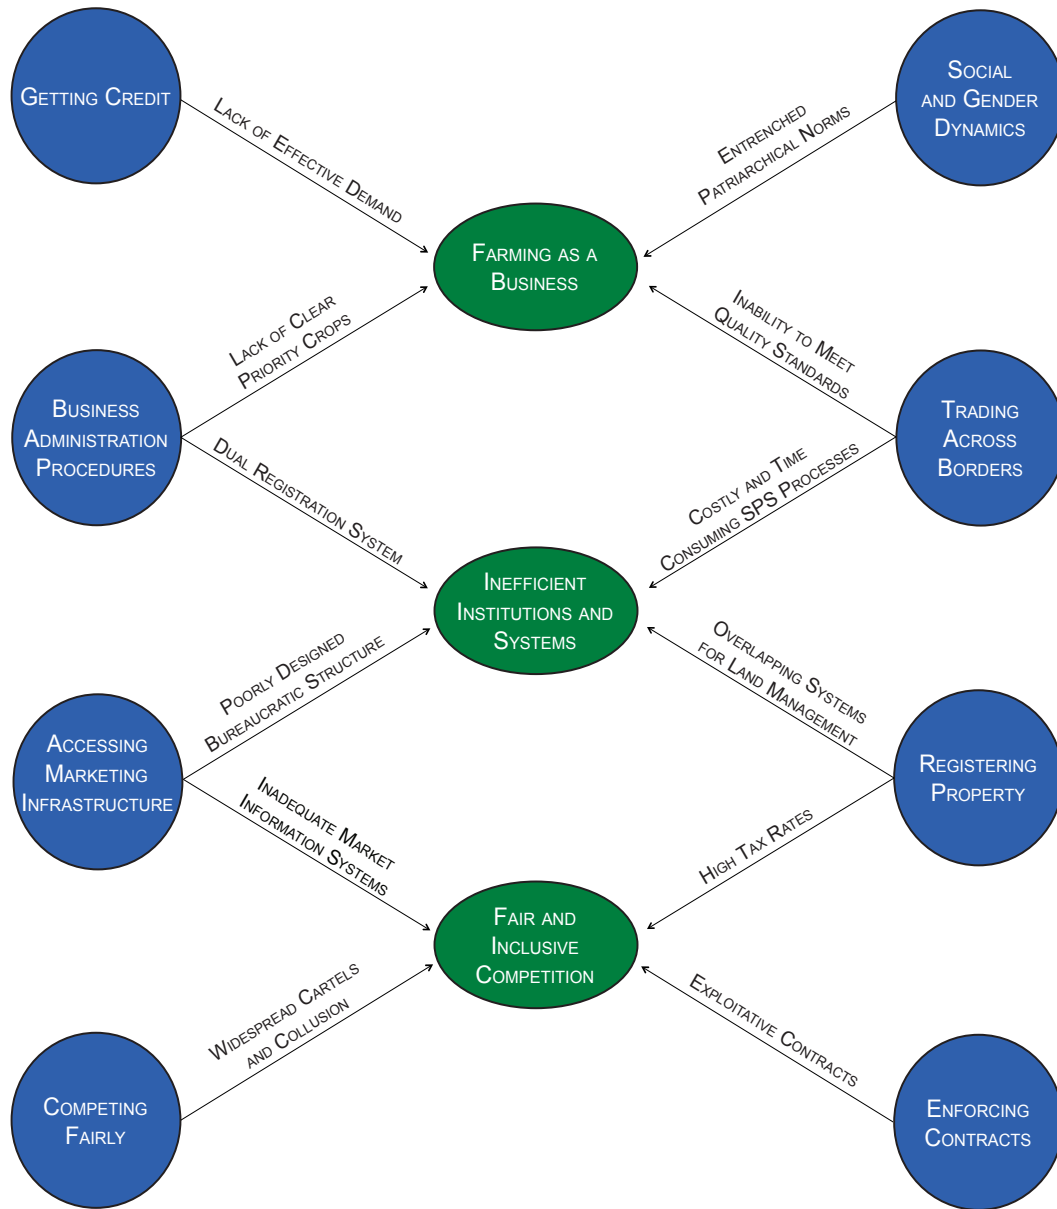 Getting Credit
Lack of Effective Demand
Social
and Gender
Dynamics
Entrenched
Patriarchical Norms
Farming as a
Business
Lack of Clear
Priority Crops
Inability to Meet
Quality Standards
Business
Administration
Procedures
Trading
Across
Borders
Dual Registration System
Costly and Time
Consuming SPS Processes
Inefficient
Institutions and
Systems
Poorly Designed
Bureaucratic Structure
Overlapping Systems
for Land Management
Accessing
Marketing
Infrastructure
Registering
Property
Inadequate Market
Information Systems
High Tax Rates
Fair and
Inclusive
Competition
Widespread Cartels
and Collusion
Exploitative Contracts
Competing
Fairly
Enforcing
Contracts